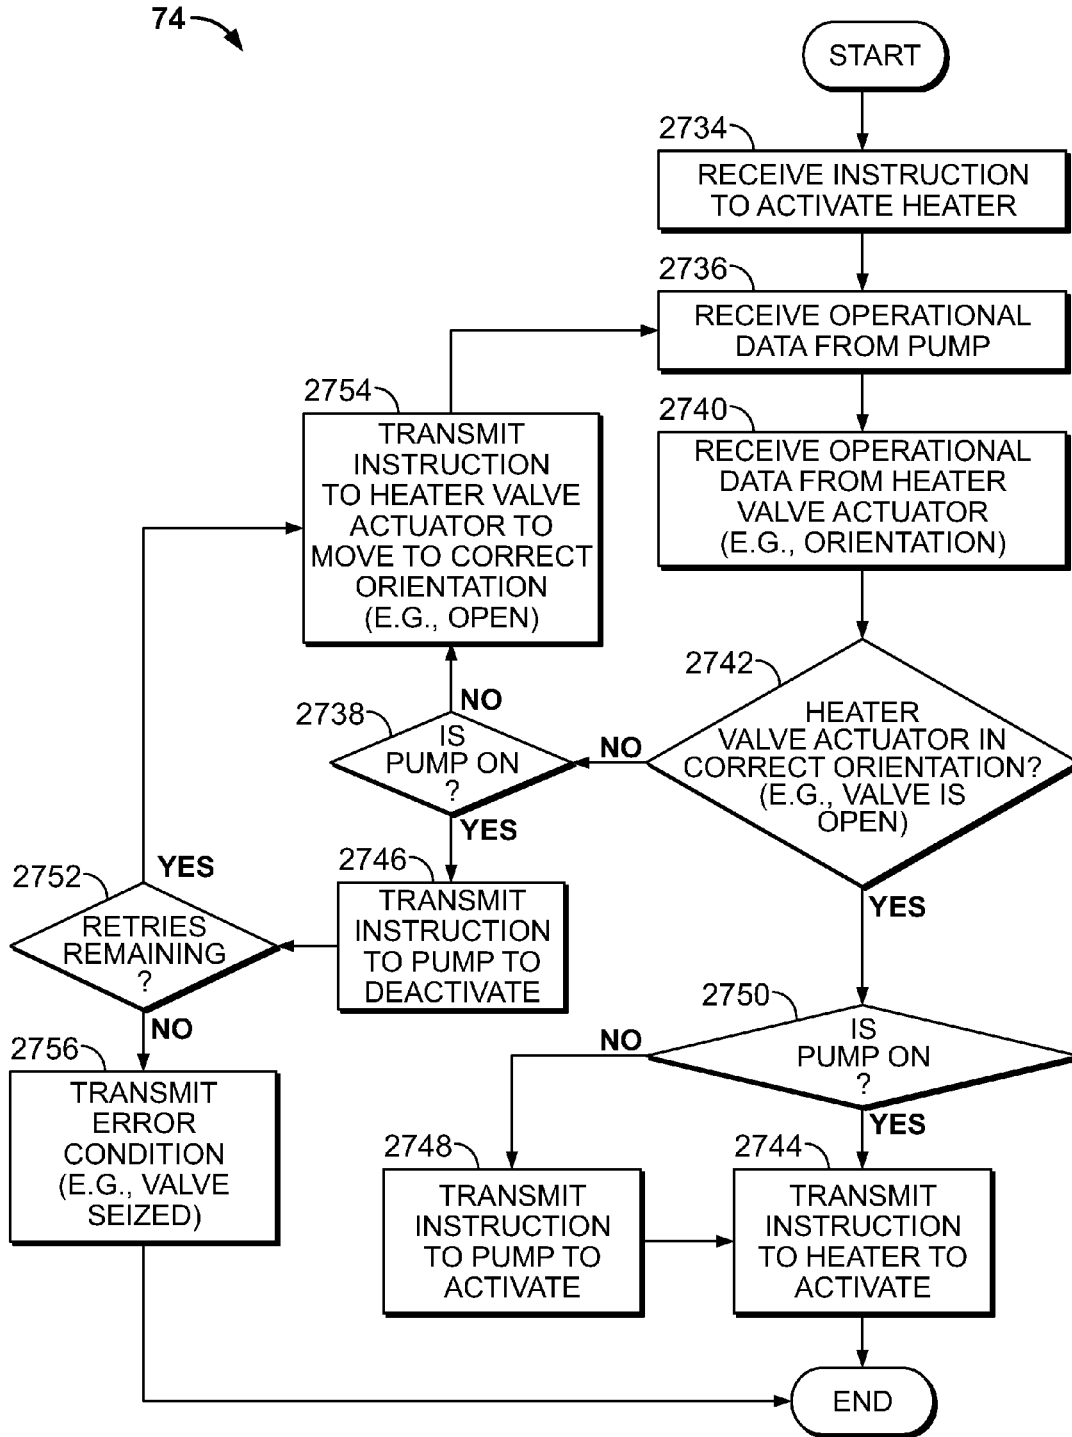 74
START
2734
RECEIVE INSTRUCTION
TO ACTIVATE HEATER
2736
RECEIVE OPERATIONAL
DATA FROM PUMP
2754
TRANSMIT
INSTRUCTION
TO HEATER VALVE
ACTUATOR TO
MOVE TO CORRECT
ORIENTATION
(E.G., OPEN)
2740
RECEIVE OPERATIONAL
DATA FROM HEATER
VALVE ACTUATOR
(E.G., ORIENTATION)
2742
HEATER
VALVE ACTUATOR IN
CORRECT ORIENTATION?
(E.G., VALVE IS
OPEN)
NO
YES
2738
IS
PUMP ON
?
NO
YES
2746
TRANSMIT
INSTRUCTION
TO PUMP TO
DEACTIVATE
2752
RETRIES
REMAINING
?
YES
NO
2756
TRANSMIT
ERROR
CONDITION
(E.G., VALVE
SEIZED)
2750
IS
PUMP ON
?
NO
YES
2748
TRANSMIT
INSTRUCTION
TO PUMP TO
ACTIVATE
2744
TRANSMIT
INSTRUCTION
TO HEATER TO
ACTIVATE
END